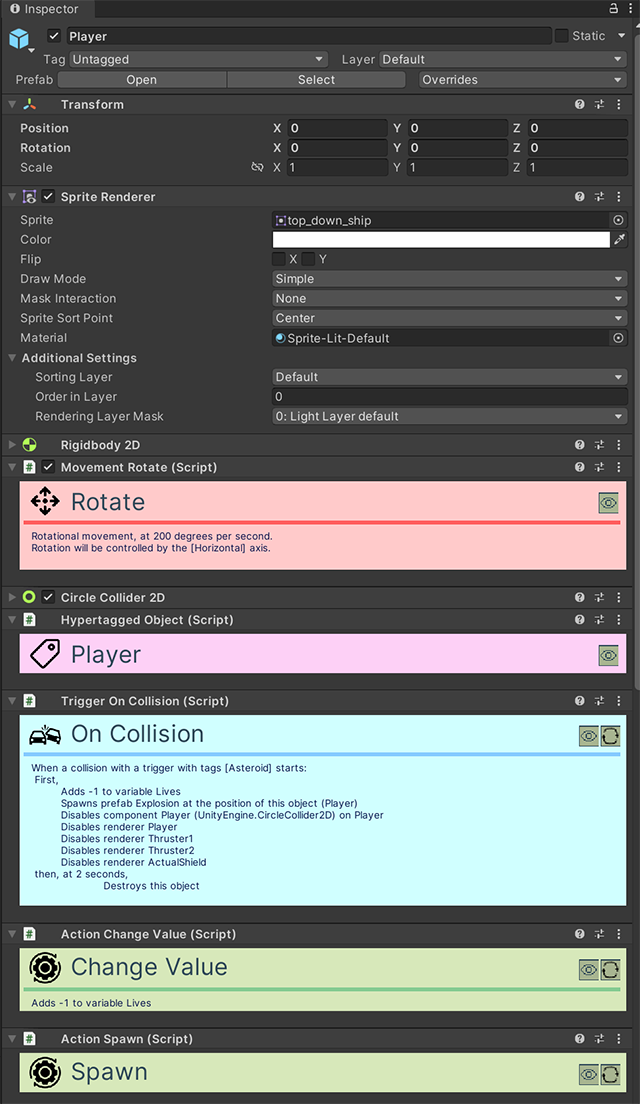 Inspector
Player
Static
Tag Untagged Layer Default
Prefab Open Select Overrides
Transform
Position X 0 Y 0 Z 0
Rotation X 0 Y 0 Z 0
Scale X 1 Y 1 Z 1
Sprite Renderer
Sprite top_down_ship
Color
Flip X Y
Draw Mode Simple
Mask Interaction None
Sprite Sort Point Center
Material Sprite-Lit-Default
Additional Settings
Sorting Layer Default
Order in Layer 0
Rendering Layer Mask 0: Light Layer default
Rigidbody 2D
# Movement Rotate (Script)
Rotate
Rotational movement, at 200 degrees per second.
Rotation will be controlled by the [Horizontal] axis.
Circle Collider 2D
# Hypertagged Object (Script)
Player
# Trigger On Collision (Script)
On Collision
When a collision with a trigger with tags [Asteroid] starts:
First,
Adds -1 to variable Lives
Spawns prefab Explosion at the position of this object (Player)
Disables component Player (UnityEngine.CircleCollider2D) on Player
Disables renderer Player
Disables renderer Thruster1
Disables renderer Thruster2
Disables renderer ActualShield
then, at 2 seconds,
Destroys this object
# Action Change Value (Script)
Change Value
Adds -1 to variable Lives
# Action Spawn (Script)
Spawn